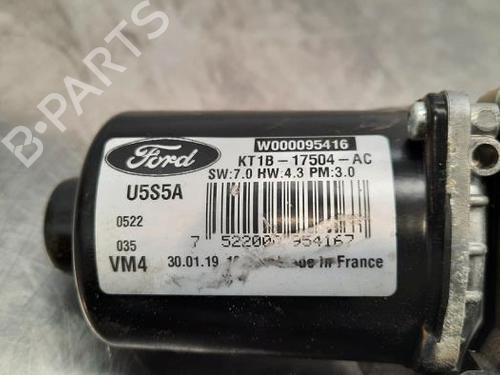 Ford
W000095416
KT1B-17504-AC
SW:7.0 HW:4.3 PM:3.0
U5S5A
0522
035
VM4
30.01.19
in France
B-PARTS